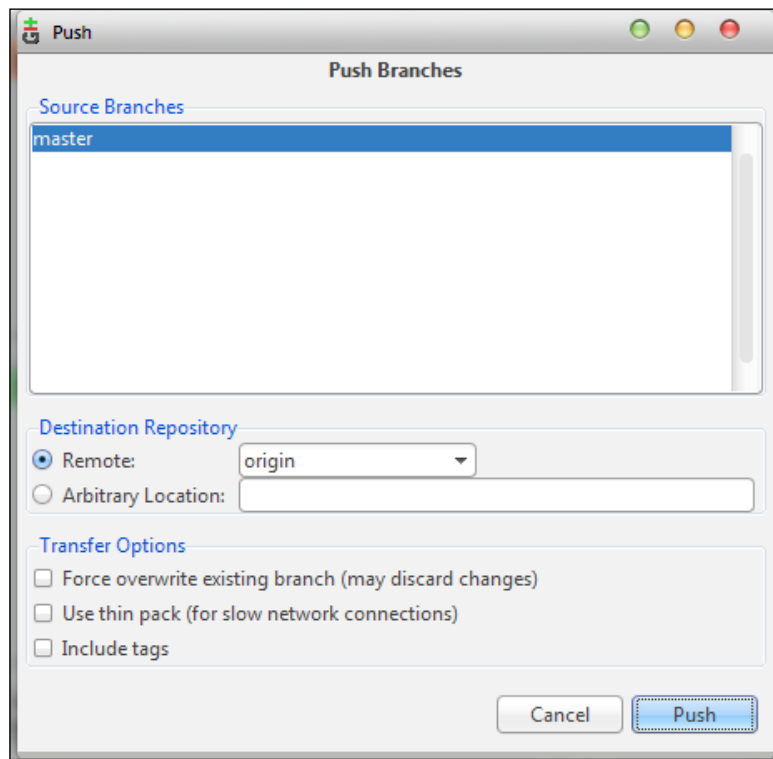 Push
Push Branches
Source Branches
master
Destination Repository
Remote: origin
Arbitrary Location:
Transfer Options
Force overwrite existing branch (may discard changes)
Use thin pack (for slow network connections)
Include tags
Cancel Push